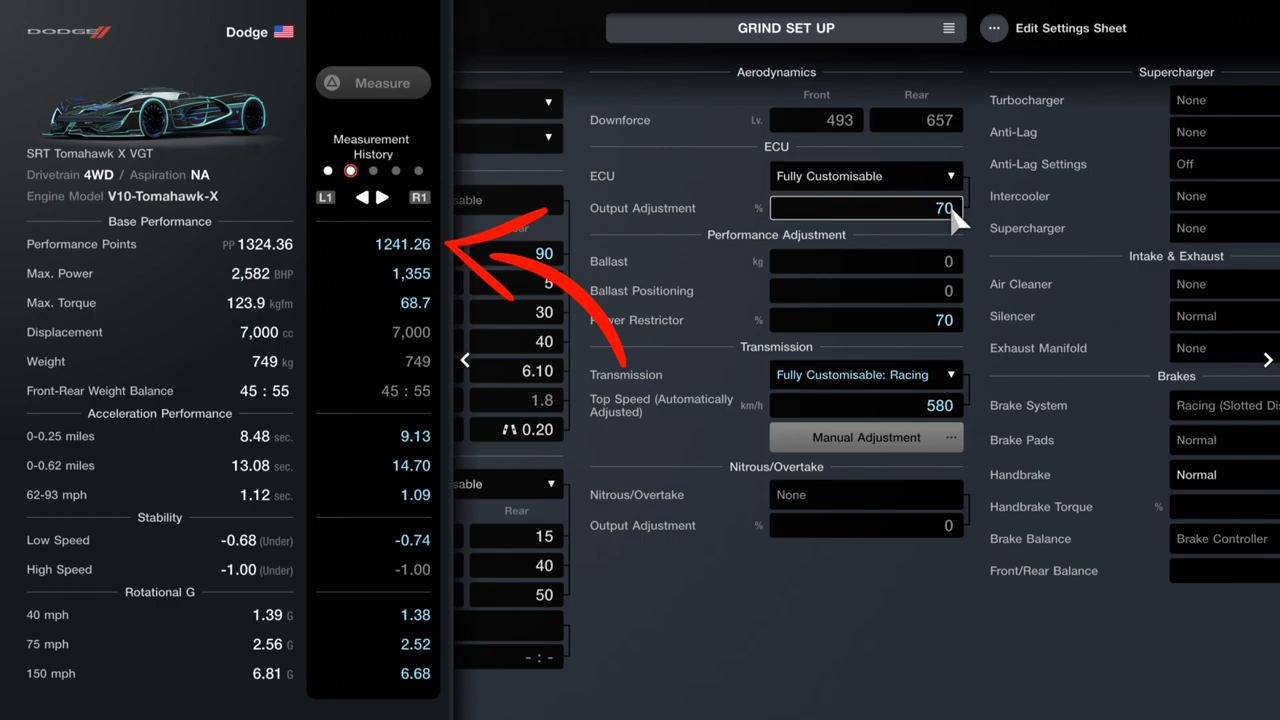 DODGE
Dodge
SRT Tomahawk X VGT
Drivetrain 4WD / Aspiration NA
Engine Model V10-Tomahawk-X
Base Performance
Performance Points PP 1324.36
Max. Power 2,582 BHP
Max. Torque 123.9 kgfm
Displacement 7,000 cc
Weight 749 kg
Front-Rear Weight Balance 45 : 55
Acceleration Performance
0-0.25 miles 8.48 sec.
0-0.62 miles 13.08 sec.
62-93 mph 1.12 sec.
Stability
Low Speed -0.68 (Under)
High Speed -1.00 (Under)
Rotational G
40 mph 1.39 G
75 mph 2.56 G
150 mph 6.81 G
Measure
Measurement
History
L1 R1
1241.26
1,355
68.7
7,000
749
45 : 55
9.13
14.70
1.09
-0.74
-1.00
1.38
2.52
6.68
90
5
30
40
6.10
1.8
0.20
Rear
15
40
50
- : -
GRIND SET UP
Edit Settings Sheet
Aerodynamics
Front Rear
Downforce Lv. 493 657
ECU
ECU Fully Customisable
Output Adjustment % 70
Performance Adjustment
Ballast kg 0
Ballast Positioning 0
Power Restrictor % 70
Transmission
Transmission Fully Customisable: Racing
Top Speed (Automatically
Adjusted) km/h 580
Manual Adjustment
Nitrous/Overtake
Nitrous/Overtake None
Output Adjustment % 0
Supercharger
Turbocharger None
Anti-Lag None
Anti-Lag Settings Off
Intercooler None
Supercharger None
Intake & Exhaust
Air Cleaner None
Silencer Normal
Exhaust Manifold None
Brakes
Brake System Racing (Slotted
Brake Pads Normal
Handbrake Normal
Handbrake Torque %
Brake Balance Brake Controller
Front/Rear Balance